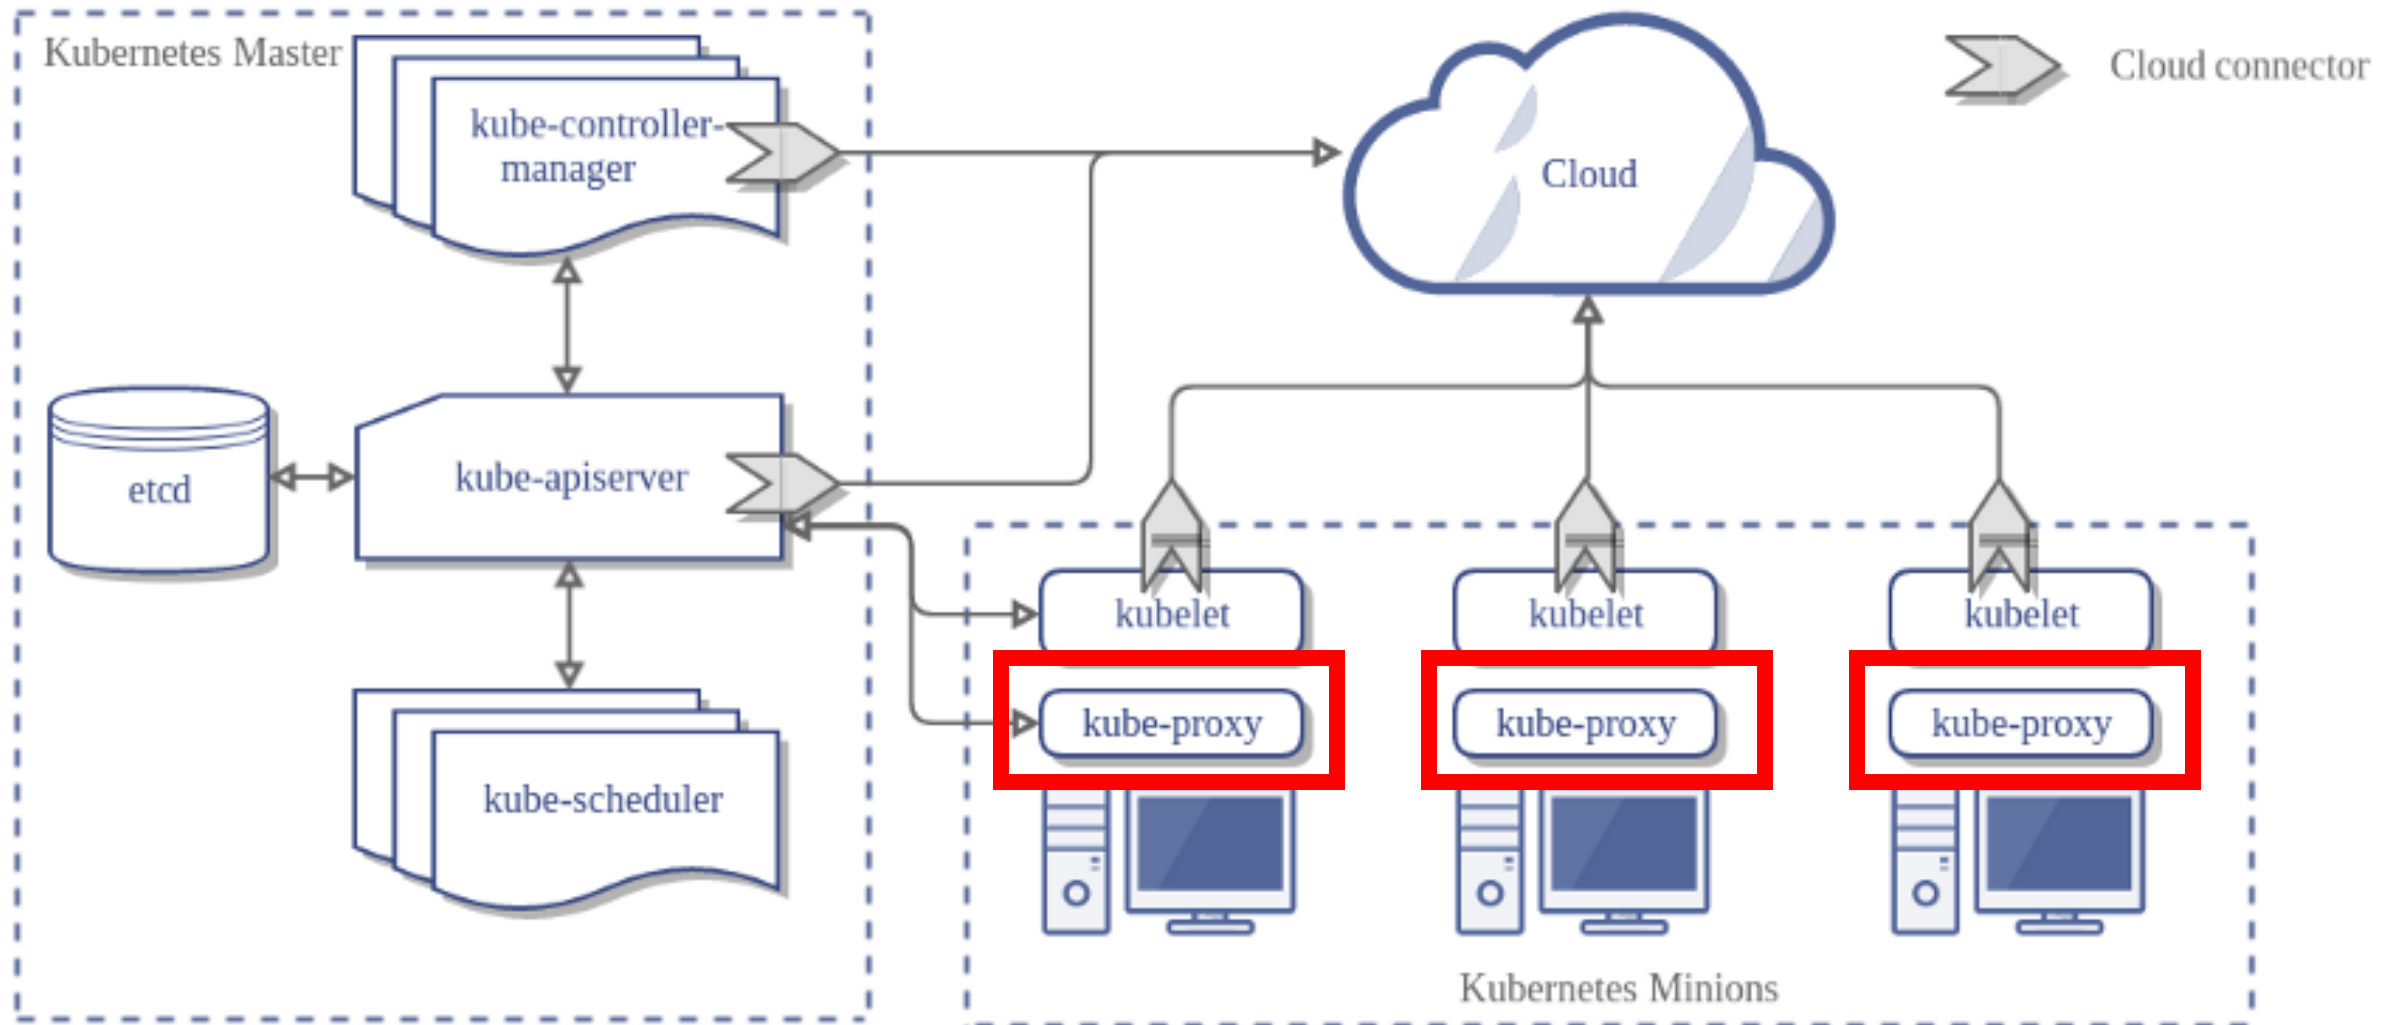 Kubernetes Master
kube-controller-
manager
Cloud
Cloud connector
etcd
kube-apiserver
kubelet
kubelet
kubelet
kube-proxy
kube-proxy
kube-proxy
kube-scheduler
Kubernetes Minions